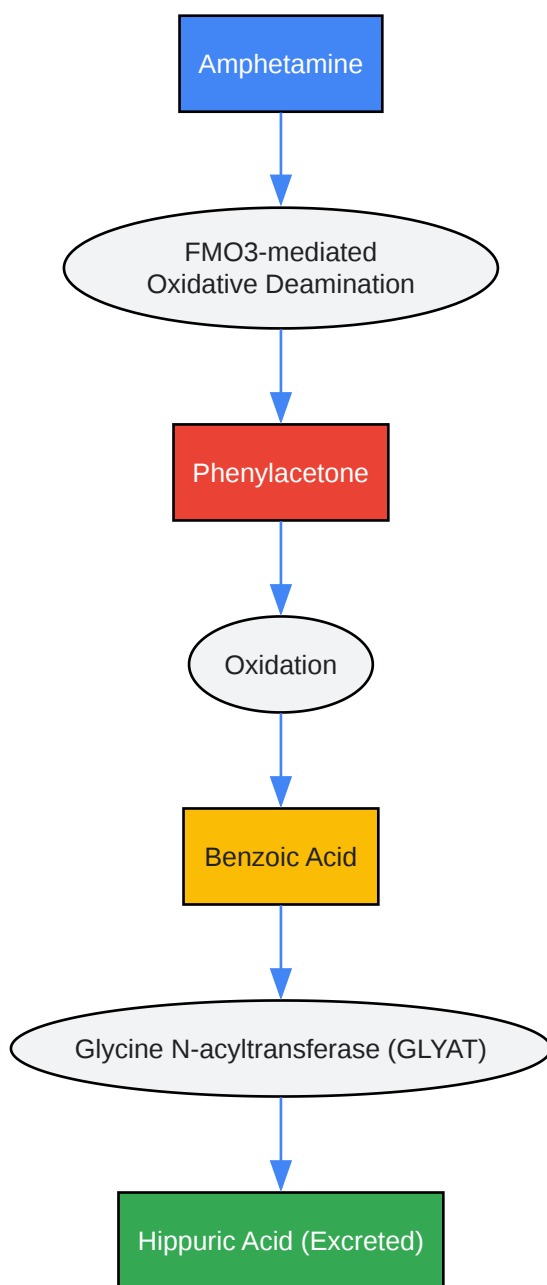 Amphetamine
FMO3-mediated
Oxidative Deamination
Phenylacetone
Oxidation
Benzoic Acid
Glycine N-acyltransferase (GLYAT)
Hippuric Acid (Excreted)